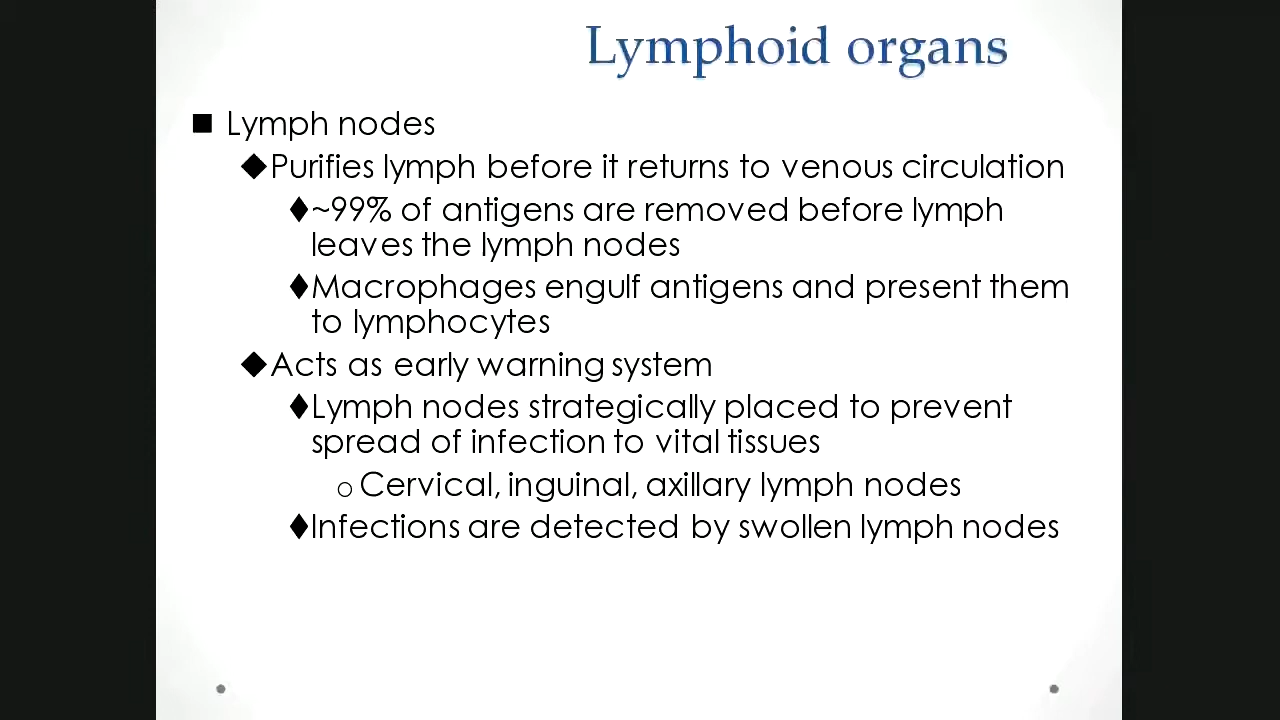 Lymphoid organs
■ Lymph nodes
◆Purifies lymph before it returns to venous circulation
♦~99% of antigens are removed before lymph
leaves the lymph nodes
♦Macrophages engulf antigens and present them
to lymphocytes
◆Acts as early warning system
♦Lymph nodes strategically placed to prevent
spread of infection to vital tissues
o Cervical, inguinal, axillary lymph nodes
♦Infections are detected by swollen lymph nodes